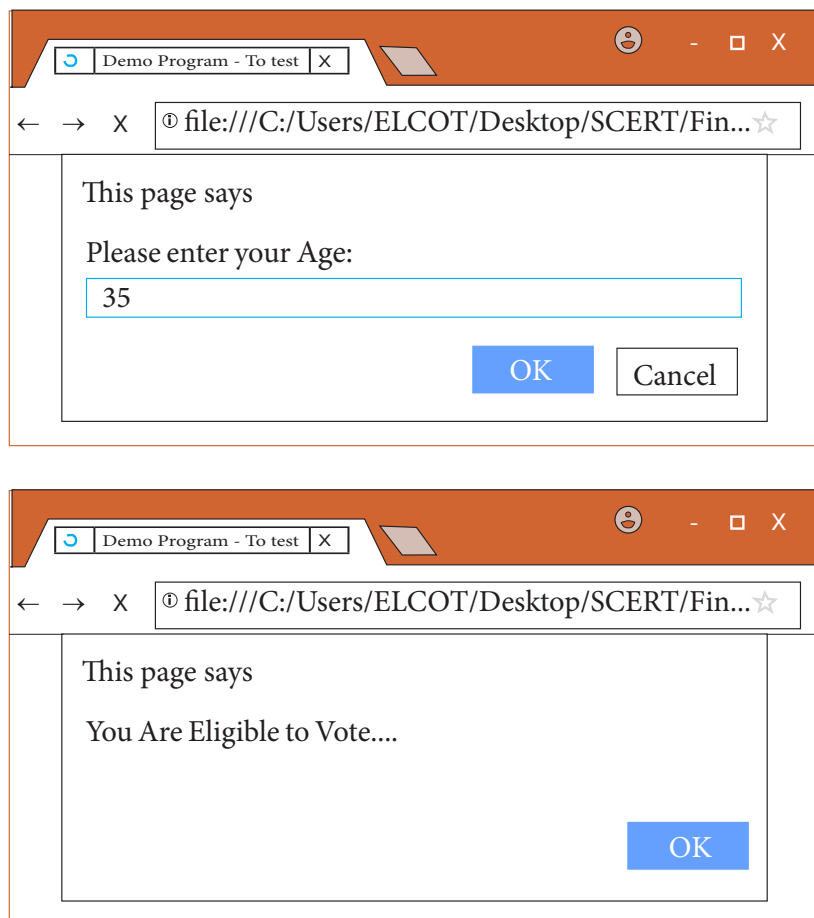 - X
Demo Program - To test X
← → X file:///C:/Users/ELCOT/Desktop/SCERT/Fin...
This page says
Please enter your Age:
35
OK Cancel
- X
Demo Program - To test X
← → X file:///C:/Users/ELCOT/Desktop/SCERT/Fin...
This page says
You Are Eligible to Vote....
OK